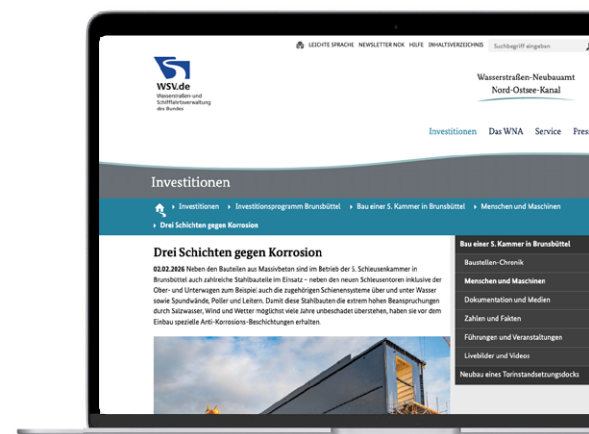 LEICHTE SPRACHE NEWSLETTER NOK HILFE INHALTSVERZEICHNIS Suchbegriff eingeben
WSV.de
Wasserstraßen- und
Schifffahrtsverwaltung
des Bundes
Wasserstraßen-Neubauamt
Nord-Ostsee-Kanal
Investitionen Das WNA Service Pres
Investitionen
Investitionen Investitionsprogramm Brunsbüttel Bau einer 5. Kammer in Brunsbüttel Menschen und Maschinen
Drei Schichten gegen Korrosion
Drei Schichten gegen Korrosion
02.02.2026 Neben den Bauteilen aus Massivbeton sind im Betrieb der 5. Schleusenkammer in
Brunsbüttel auch zahlreiche Stahlbauteile im Einsatz – neben den neuen Schleusentoren inklusive der
Ober- und Unterwagen zum Beispiel auch die zugehörigen Schienensysteme über und unter Wasser
sowie Spundwände, Poller und Leitern. Damit diese Stahlbauten die extrem hohen Beanspruchungen
durch Salzwasser, Wind und Wetter möglichst viele Jahre unbeschadet überstehen, haben sie vor dem
Einbau spezielle Anti-Korrosions-Beschichtungen erhalten.
Bau einer 5. Kammer in Brunsbüttel
Baustellen-Chronik
Menschen und Maschinen
Dokumentation und Medien
Zahlen und Fakten
Führungen und Veranstaltungen
Livebilder und Videos
Neubau eines Torinstandsetzungsdocks